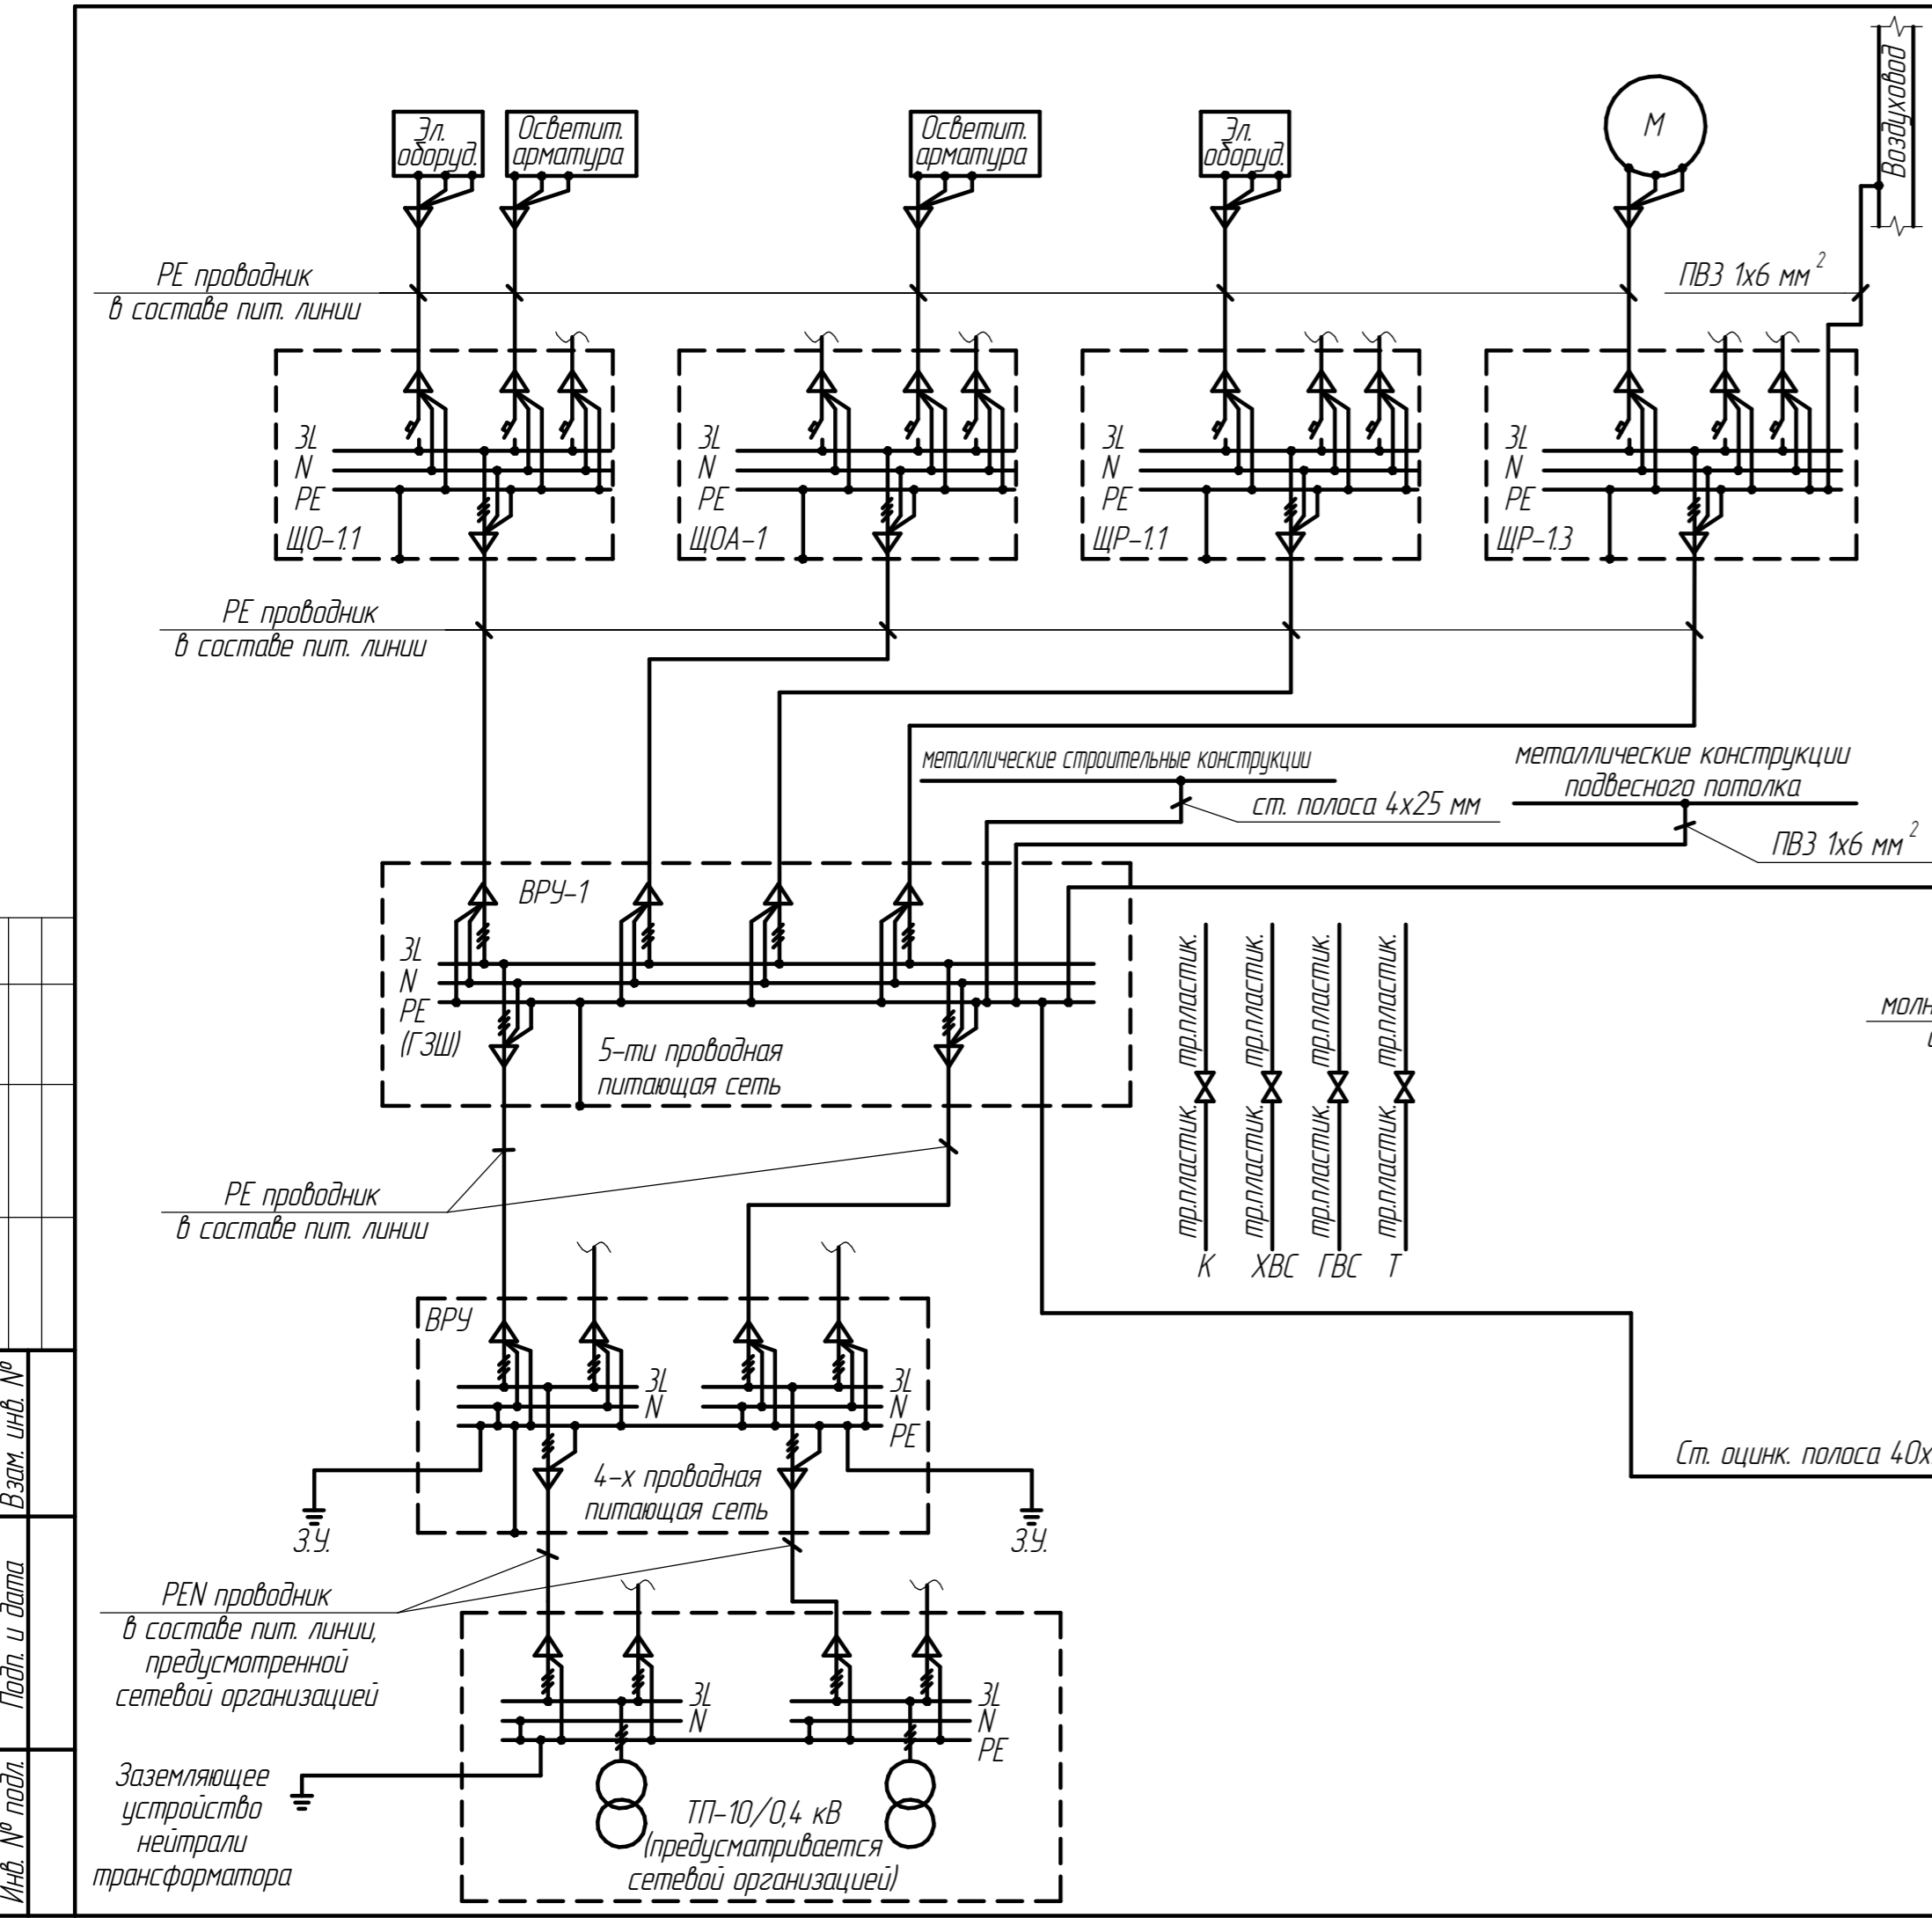 Эл.
оборуд.
Осветит.
арматура
Осветит.
арматура
Эл.
оборуд.
М
Воздуховод
PE проводник
в составе пит. линии
ПВ3 1х6 мм²
3L
N
PE
ЩО-1.1
3L
N
PE
ЩОА-1
3L
N
PE
ЩР-1.1
3L
N
PE
ЩР-1.3
PE проводник
в составе пит. линии
металлические строительные конструкции
ст. полоса 4х25 мм
металлические конструкции
подвесного потолка
ПВ3 1х6 мм²
ВРУ-1
3L
N
PE
(ГЗШ)
5-ти проводная
питающая сеть
тр.пластик.
тр.пластик.
тр.пластик.
тр.пластик.
тр.пластик.
тр.пластик.
тр.пластик.
тр.пластик.
К
ХВС
ГВС
Т
молн
PE проводник
в составе пит. линии
ВРУ
3L
N
3L
N
PE
4-х проводная
питающая сеть
З.У.
З.У.
Ст. оцинк. полоса 40х
PEN проводник
в составе пит. линии,
предусмотренной
сетевой организацией
3L
N
3L
N
PE
Заземляющее
устройство
нейтрали
трансформатора
ТП-10/0,4 кВ
(предусматривается
сетевой организацией)
Взам. инв. №
Подп. и дата
Инв. № подл.